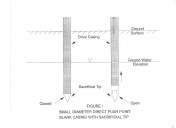 Drive Casing
Ground
Surface
Ground Water
Elevation
Sacrificial Tip
Closed
Open
FIGURE I
SMALL DIAMETER DIRECT PUSH POINT
BLANK CASING WITH SACRIFICIAL TIP